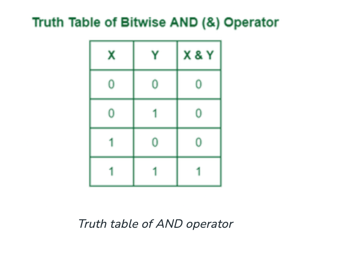 Truth Table of Bitwise AND (&) Operator
X Y X & Y
0 0 0
0 1 0
1 0 0
1 1 1
Truth table of AND operator